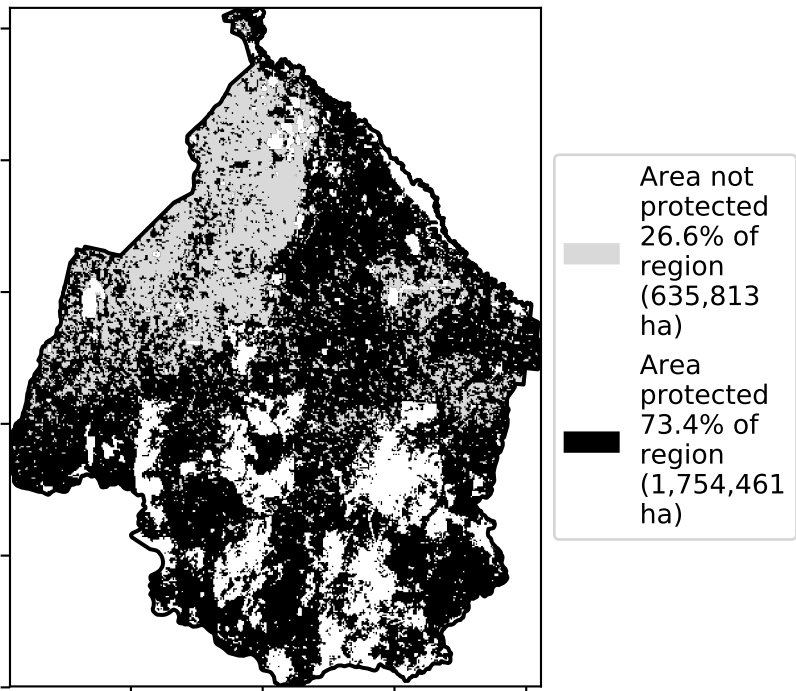 Area not
protected
26.6% of
region
(635,813
ha)
Area
protected
73.4% of
region
(1,754,461
ha)